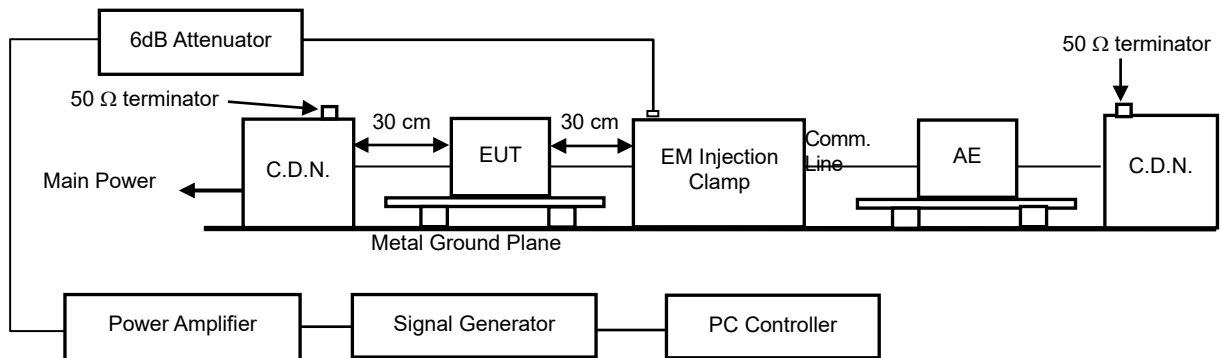 6dB Attenuator
50 Ω terminator
50 Ω terminator
30 cm
30 cm
C.D.N.
EUT
EM Injection
Clamp
Comm.
Line
AE
C.D.N.
Main Power
Metal Ground Plane
Power Amplifier
Signal Generator
PC Controller